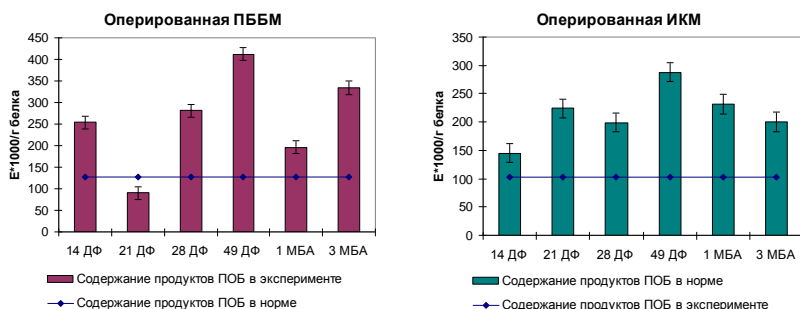 Оперированная ПББМ
450
400
350
300
250
200
150
100
50
0
E*1000/г белка
14 ДФ 21 ДФ 28 ДФ 49 ДФ 1 МБА 3 МБА
Содержание продуктов ПОБ в эксперименте
Содержание продуктов ПОБ в норме
Оперированная ИКМ
350
300
250
200
150
100
50
0
E*1000/г белка
14 ДФ 21 ДФ 28 ДФ 49 ДФ 1 МБА 3 МБА
Содержание продуктов ПОБ в норме
Содержание продуктов ПОБ в эксперименте